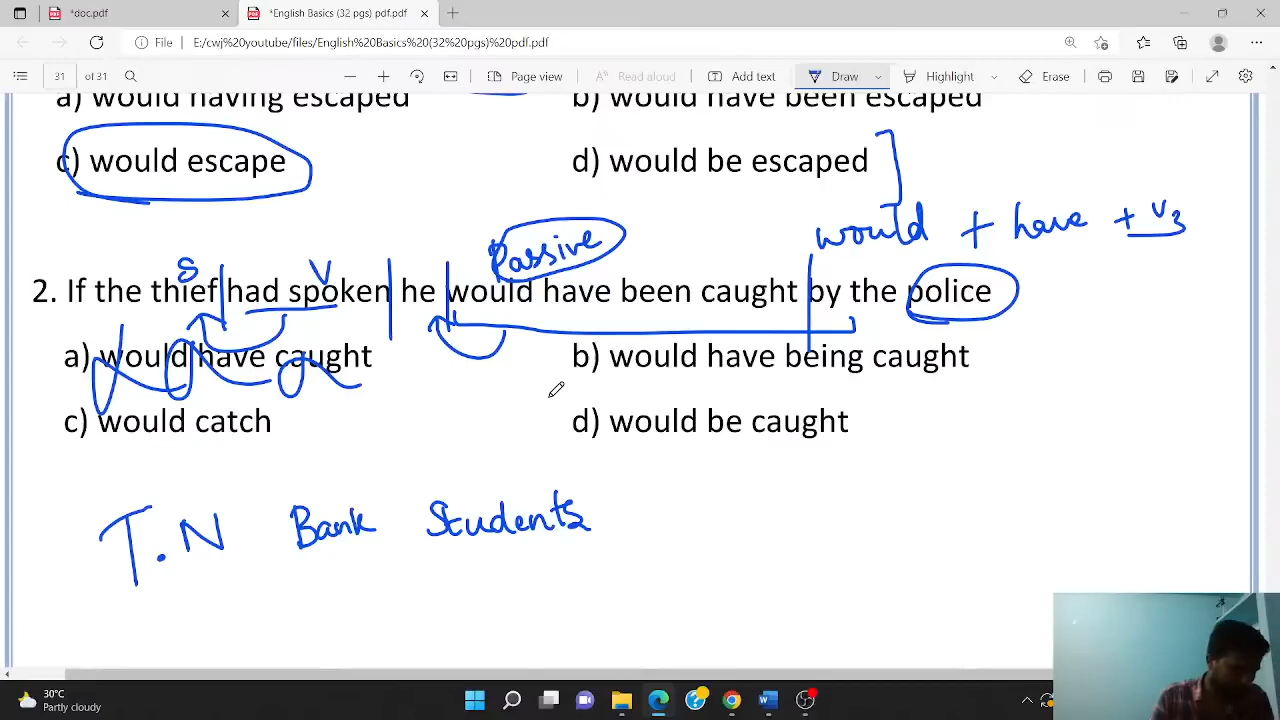 *doc.pdf
*English Basics (32 pgs) pdf.pdf
File E:/cwj%20youtube/files/English%20Basics(32%20pgs)%20pdf.pdf
31 of 31 Page view Read aloud Add text Draw Highlight Erase
a) would having escaped b) would have been escaped
c) would escape d) would be escaped
would + have + v3
Passive
S V
2. If the thief had spoken he would have been caught by the police
a) would have caught b) would have being caught
c) would catch d) would be caught
T.N Bank Students
30°C
Partly cloudy